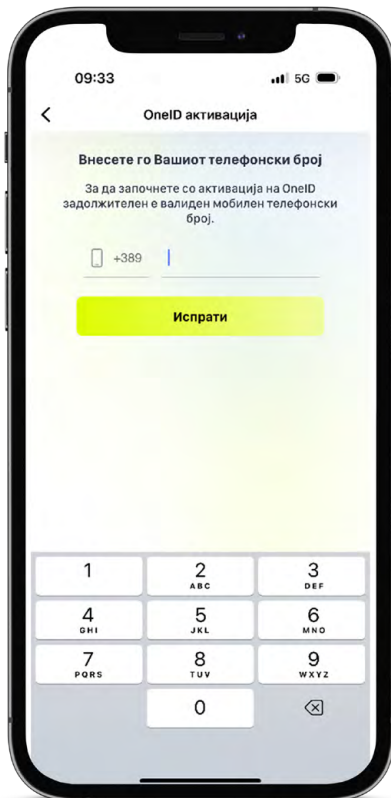 09:33
5G
OneID активација
Внесете го Вашиот телефонски број
За да започнете со активација на OneID
задолжителен е валиден мобилен телефонски
број.
+389
Испрати
1
2
ABC
3
DEF
4
GHI
5
JKL
6
MNO
7
PQRS
8
TUV
9
WXYZ
0